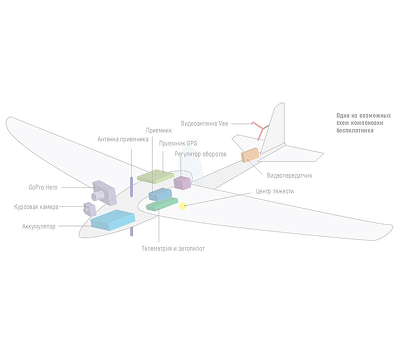 Одна из возможных
схем компоновки
беспилотника
Видеоантенна Vee
Приемник
Антенна приемника
Приемник GPS
Регулятор оборотов
Видеопередатчик
GoPro Hero
Центр тяжести
Курсовая камера
Аккумулятор
Телеметрия и автопилот